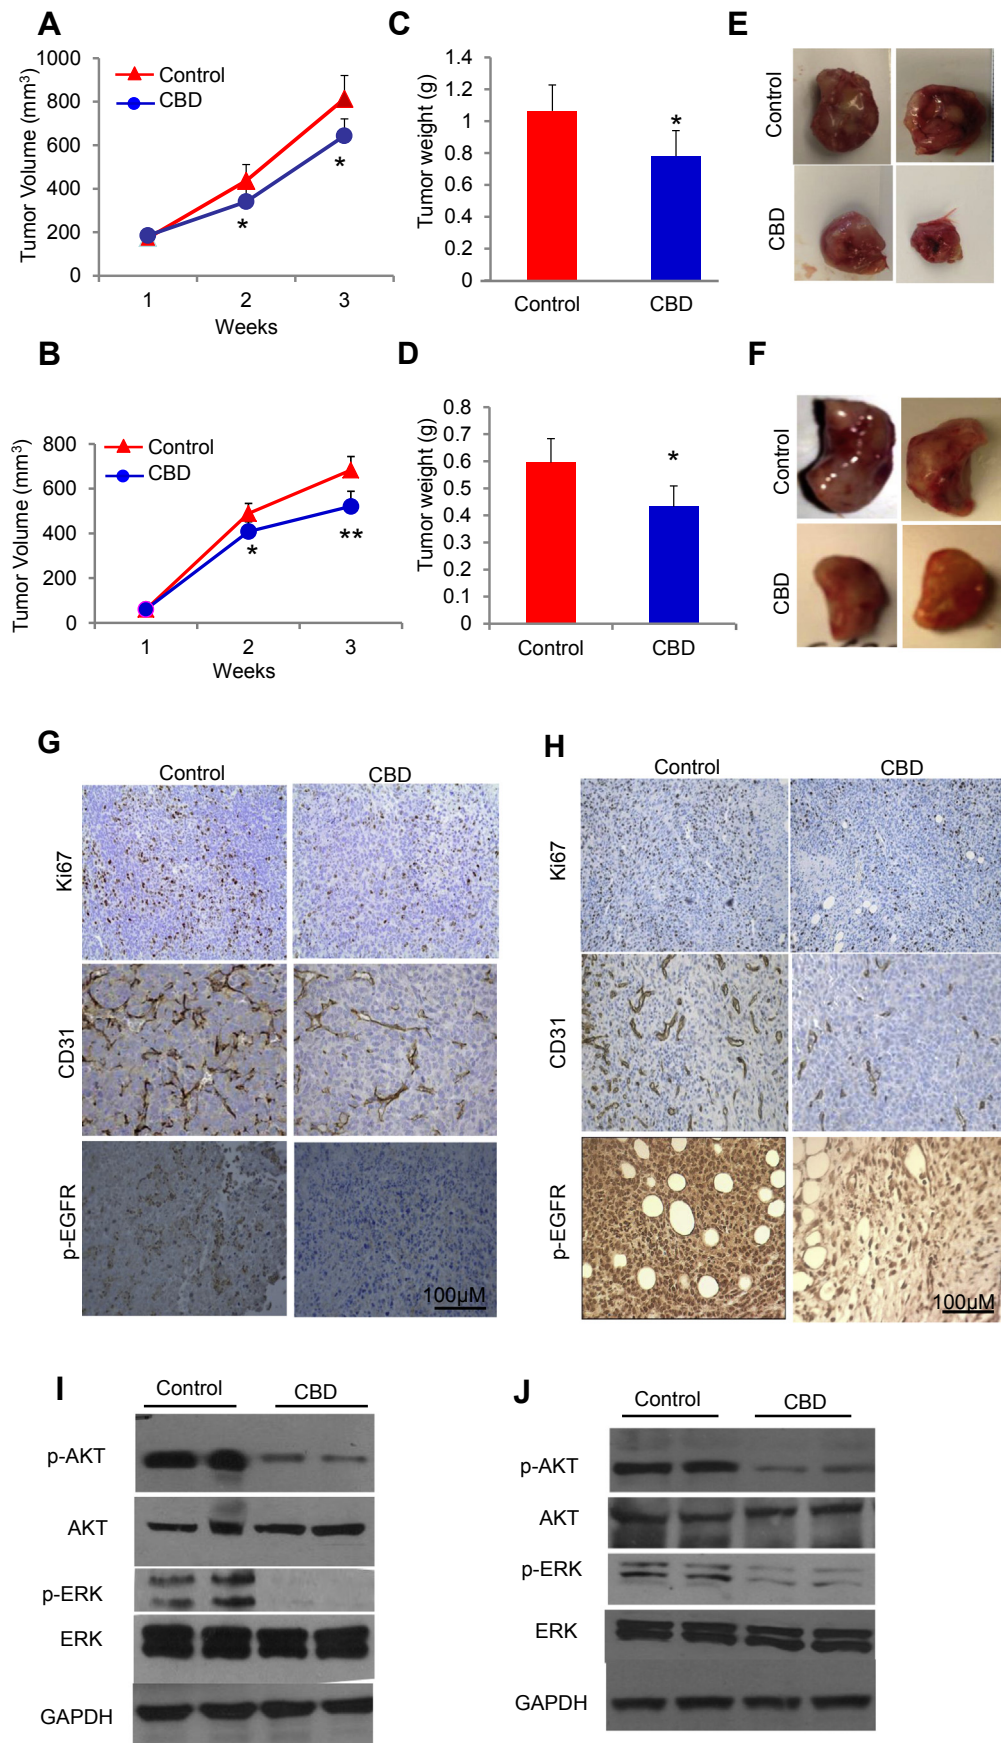 A
Tumor Volume (mm³)
1000
800
600
400
200
0
Control
CBD
*
*
1 2 3
Weeks
C
Tumor weight (g)
1.4
1.2
1
0.8
0.6
0.4
0.2
0
*
Control CBD
E
Control
CBD
B
Tumor Volume (mm³)
800
600
400
200
0
Control
CBD
*
**
1 2 3
Weeks
D
Tumor weight (g)
0.8
0.7
0.6
0.5
0.4
0.3
0.2
0.1
0
*
Control CBD
F
Control
CBD
G
Control CBD
Ki67
CD31
p-EGFR
100µM
H
Control CBD
Ki67
CD31
p-EGFR
100µM
I
Control CBD
p-AKT
AKT
p-ERK
ERK
GAPDH
J
Control CBD
p-AKT
AKT
p-ERK
ERK
GAPDH